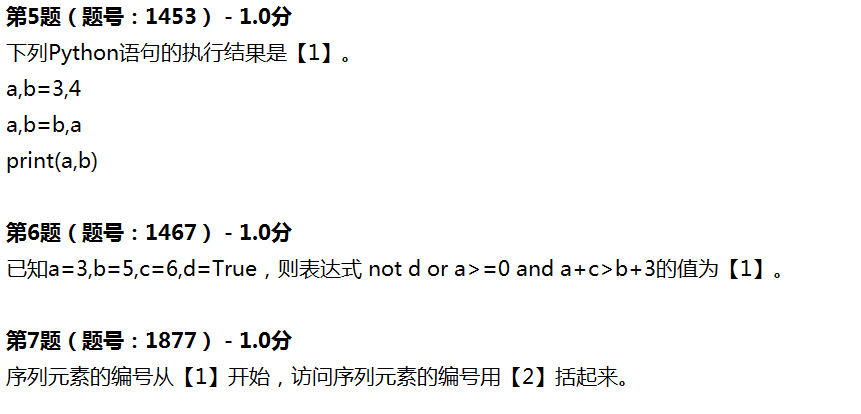 第5题（题号：1453） - 1.0分
下列Python语句的执行结果是【1】。
a,b=3,4
a,b=b,a
print(a,b)
第6题（题号：1467） - 1.0分
已知a=3,b=5,c=6,d=True，则表达式 not d or a>=0 and a+c>b+3的值为【1】。
第7题（题号：1877） - 1.0分
序列元素的编号从【1】开始，访问序列元素的编号用【2】括起来。